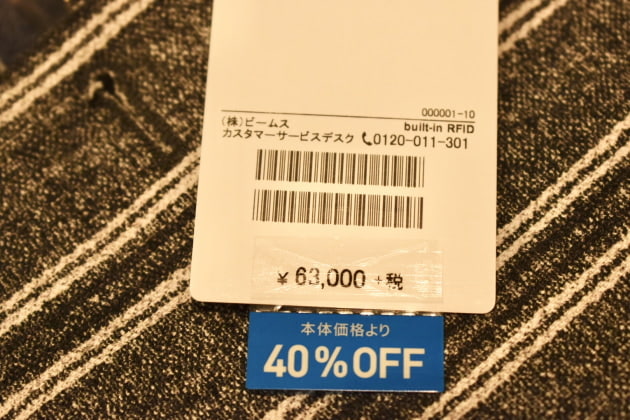 000001-10
(株)ビームス built-in RFID
カスタマーサービスデスク 📞0120-011-301
¥ 63,000 +税
本体価格より
40%OFF